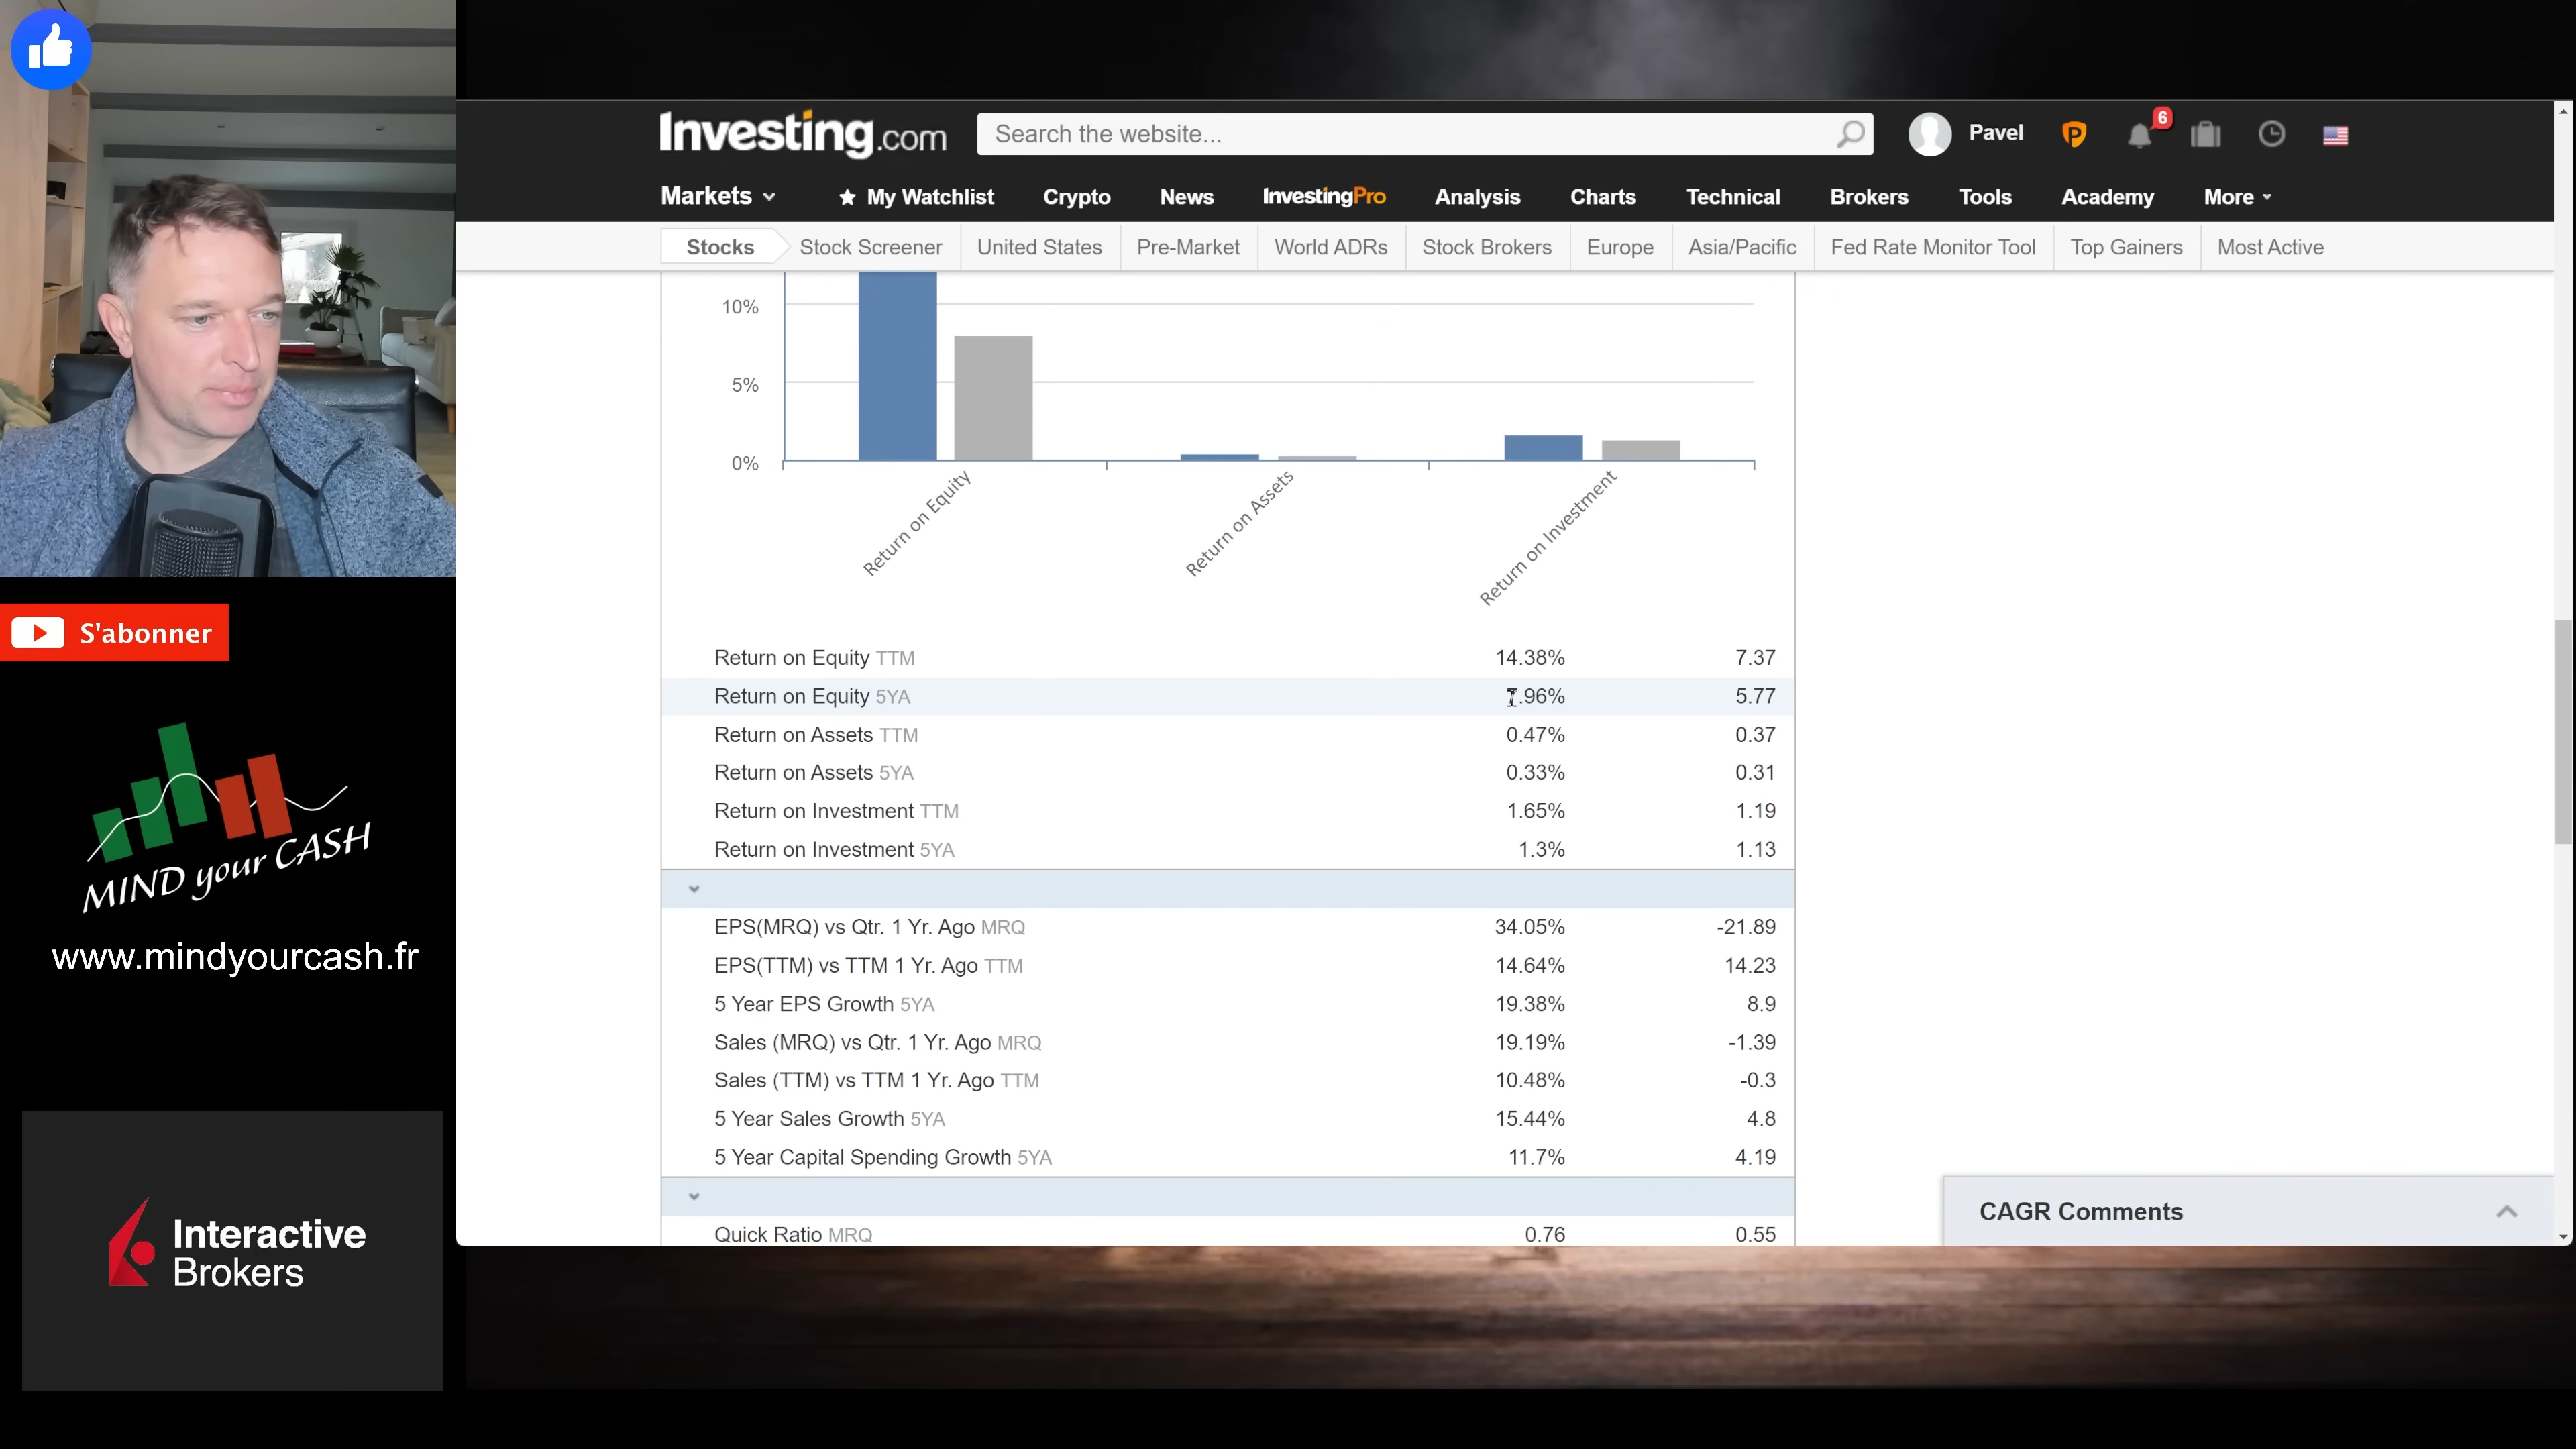 Investing.com
Search the website...
Pavel
6
Markets
My Watchlist
Crypto
News
InvestingPro
Analysis
Charts
Technical
Brokers
Tools
Academy
More
Stocks
Stock Screener
United States
Pre-Market
World ADRs
Stock Brokers
Europe
Asia/Pacific
Fed Rate Monitor Tool
Top Gainers
Most Active
10%
5%
0%
Return on Equity
Return on Assets
Return on Investment
Return on Equity TTM 14.38% 7.37
Return on Equity 5YA 7.96% 5.77
Return on Assets TTM 0.47% 0.37
Return on Assets 5YA 0.33% 0.31
Return on Investment TTM 1.65% 1.19
Return on Investment 5YA 1.3% 1.13
EPS(MRQ) vs Qtr. 1 Yr. Ago MRQ 34.05% -21.89
EPS(TTM) vs TTM 1 Yr. Ago TTM 14.64% 14.23
5 Year EPS Growth 5YA 19.38% 8.9
Sales (MRQ) vs Qtr. 1 Yr. Ago MRQ 19.19% -1.39
Sales (TTM) vs TTM 1 Yr. Ago TTM 10.48% -0.3
5 Year Sales Growth 5YA 15.44% 4.8
5 Year Capital Spending Growth 5YA 11.7% 4.19
Quick Ratio MRQ 0.76 0.55
CAGR Comments
S'abonner
MIND your CASH
www.mindyourcash.fr
Interactive
Brokers